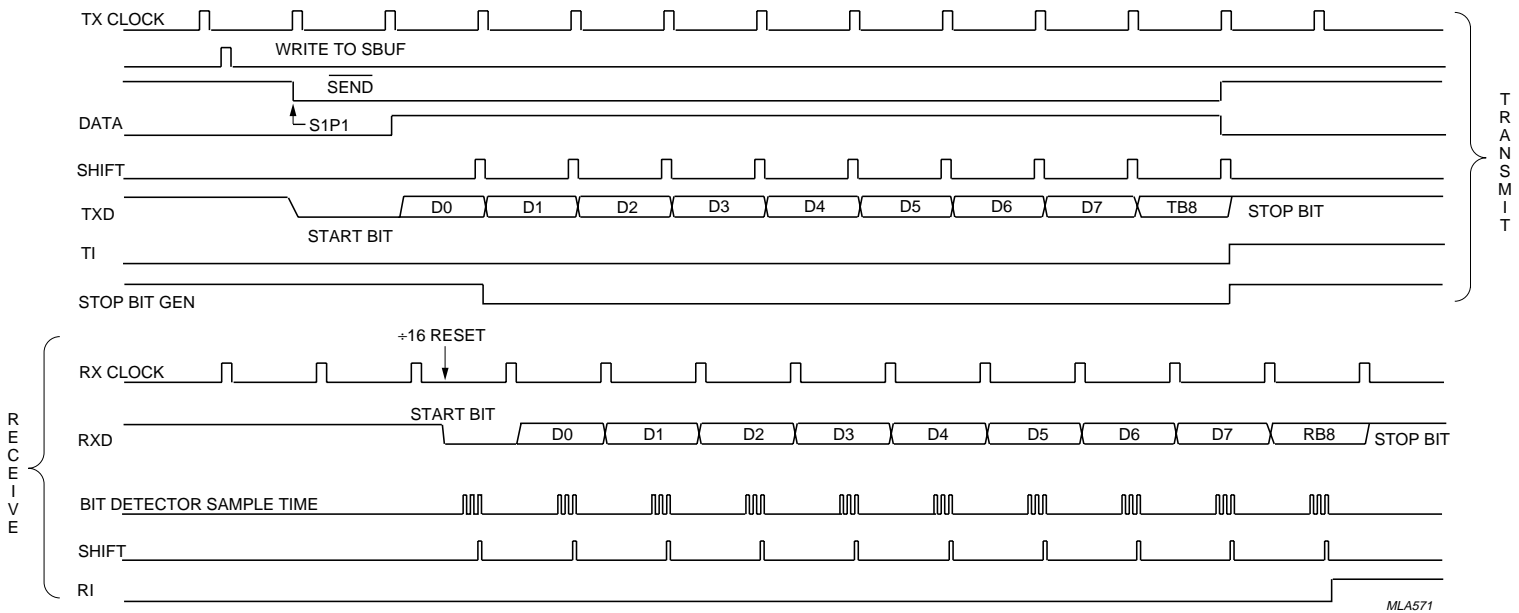 TX CLOCK
WRITE TO SBUF
SEND
S1P1
DATA
SHIFT
TXD
START BIT
D0 D1 D2 D3 D4 D5 D6 D7 TB8
STOP BIT
TI
STOP BIT GEN
TRANSMIT
÷16 RESET
RX CLOCK
START BIT
RXD
D0 D1 D2 D3 D4 D5 D6 D7 RB8
STOP BIT
BIT DETECTOR SAMPLE TIME
SHIFT
RI
RECEIVE
MLA571